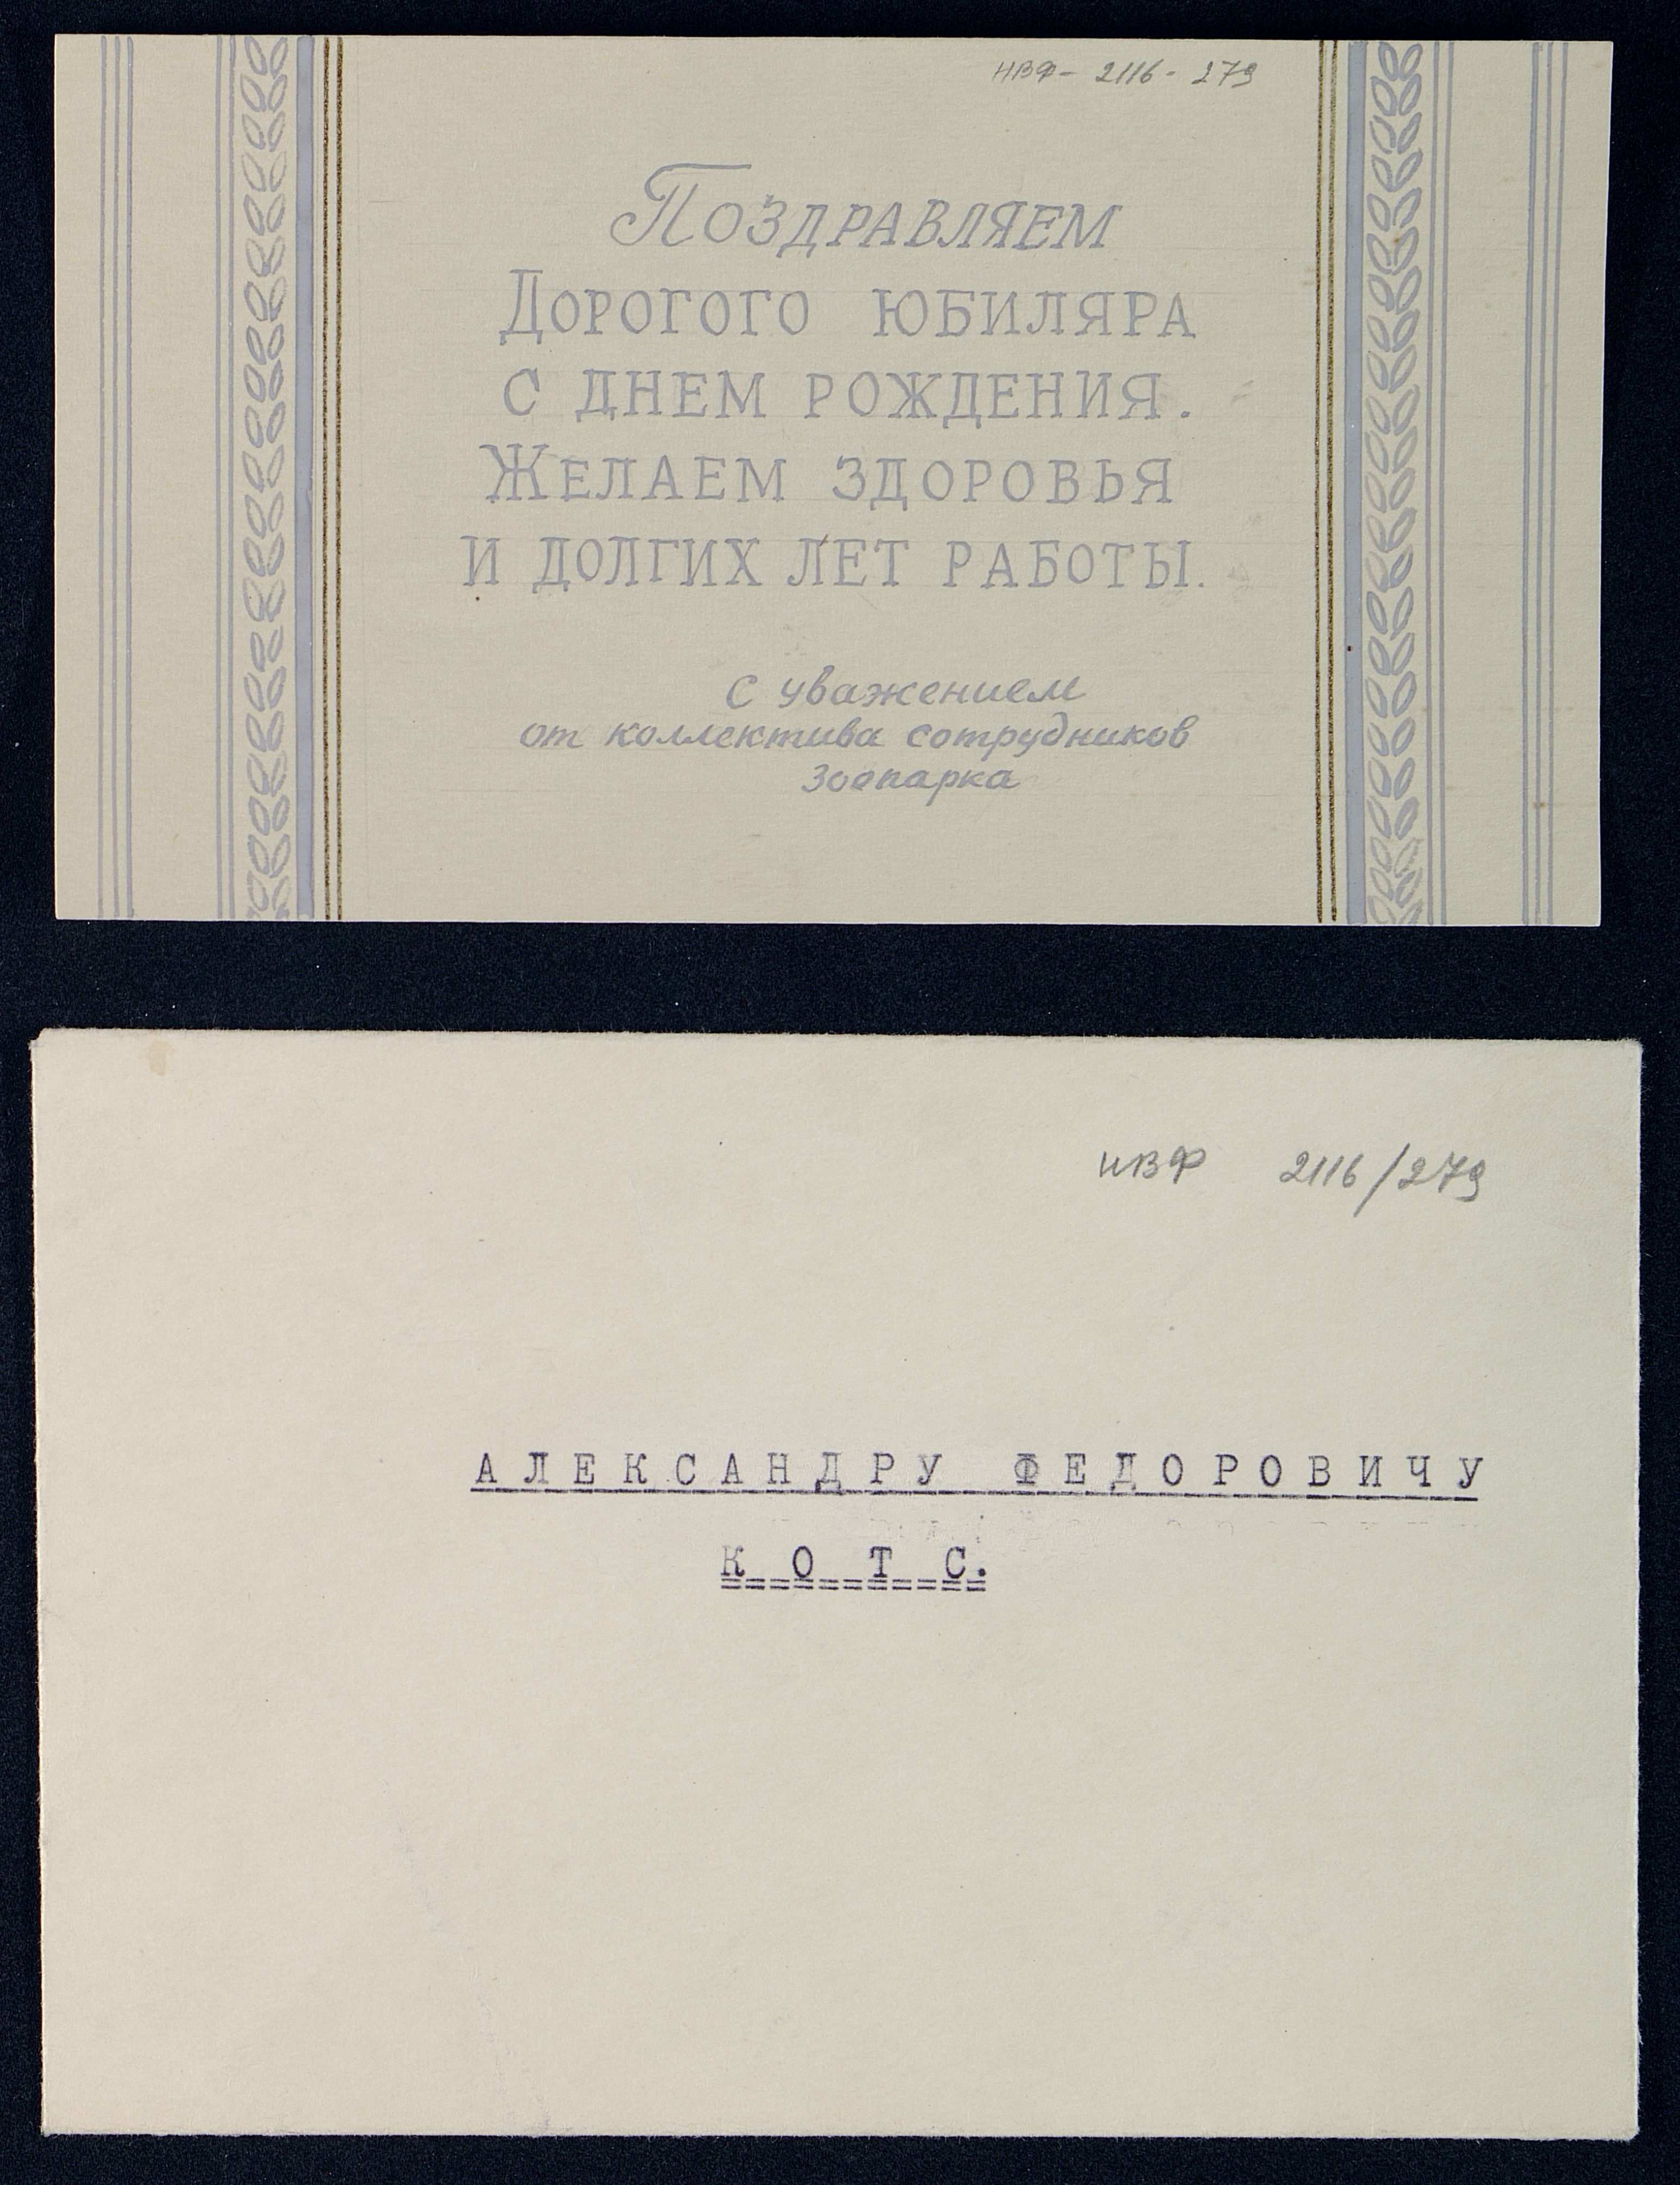 НВФ - 2116 - 279
ПОЗДРАВЛЯЕМ
ДОРОГОГО ЮБИЛЯРА
С ДНЕМ РОЖДЕНИЯ.
ЖЕЛАЕМ ЗДОРОВЬЯ
И ДОЛГИХ ЛЕТ РАБОТЫ.
С уважением
от коллектива сотрудников
Зоопарка
НВФ 2116/279
АЛЕКСАНДРУ ФЕДОРОВИЧУ
КОТС.